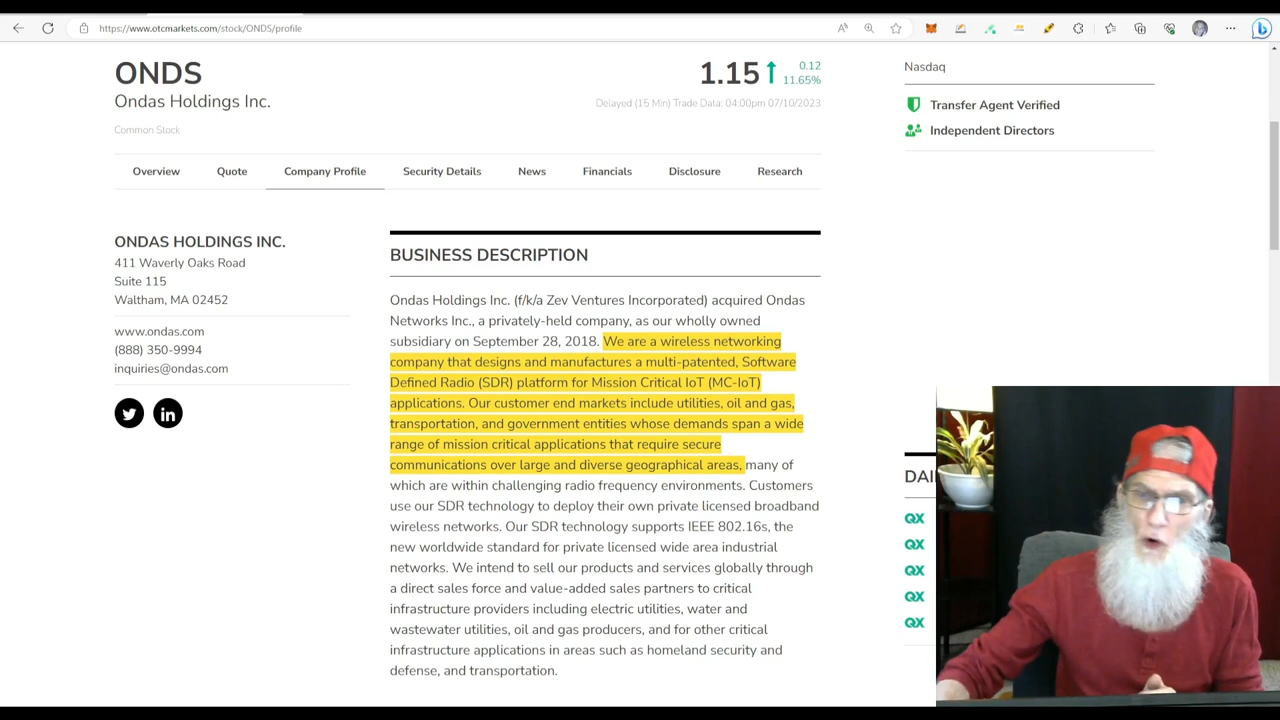 https://www.otcmarkets.com/stock/ONDS/profile
ONDS
Ondas Holdings Inc.
Common Stock
1.15
0.12
11.65%
Delayed (15 Min) Trade Data: 04:00pm 07/10/2023
Nasdaq
Transfer Agent Verified
Independent Directors
Overview Quote Company Profile Security Details News Financials Disclosure Research
ONDAS HOLDINGS INC.
411 Waverly Oaks Road
Suite 115
Waltham, MA 02452
www.ondas.com
(888) 350-9994
inquiries@ondas.com
BUSINESS DESCRIPTION
Ondas Holdings Inc. (f/k/a Zev Ventures Incorporated) acquired Ondas
Networks Inc., a privately-held company, as our wholly owned
subsidiary on September 28, 2018. We are a wireless networking
company that designs and manufactures a multi-patented, Software
Defined Radio (SDR) platform for Mission Critical IoT (MC-IoT)
applications. Our customer end markets include utilities, oil and gas,
transportation, and government entities whose demands span a wide
range of mission critical applications that require secure
communications over large and diverse geographical areas, many of
which are within challenging radio frequency environments. Customers
use our SDR technology to deploy their own private licensed broadband
wireless networks. Our SDR technology supports IEEE 802.16s, the
new worldwide standard for private licensed wide area industrial
networks. We intend to sell our products and services globally through
a direct sales force and value-added sales partners to critical
infrastructure providers including electric utilities, water and
wastewater utilities, oil and gas producers, and for other critical
infrastructure applications in areas such as homeland security and
defense, and transportation.
DAI
QX
QX
QX
QX
QX